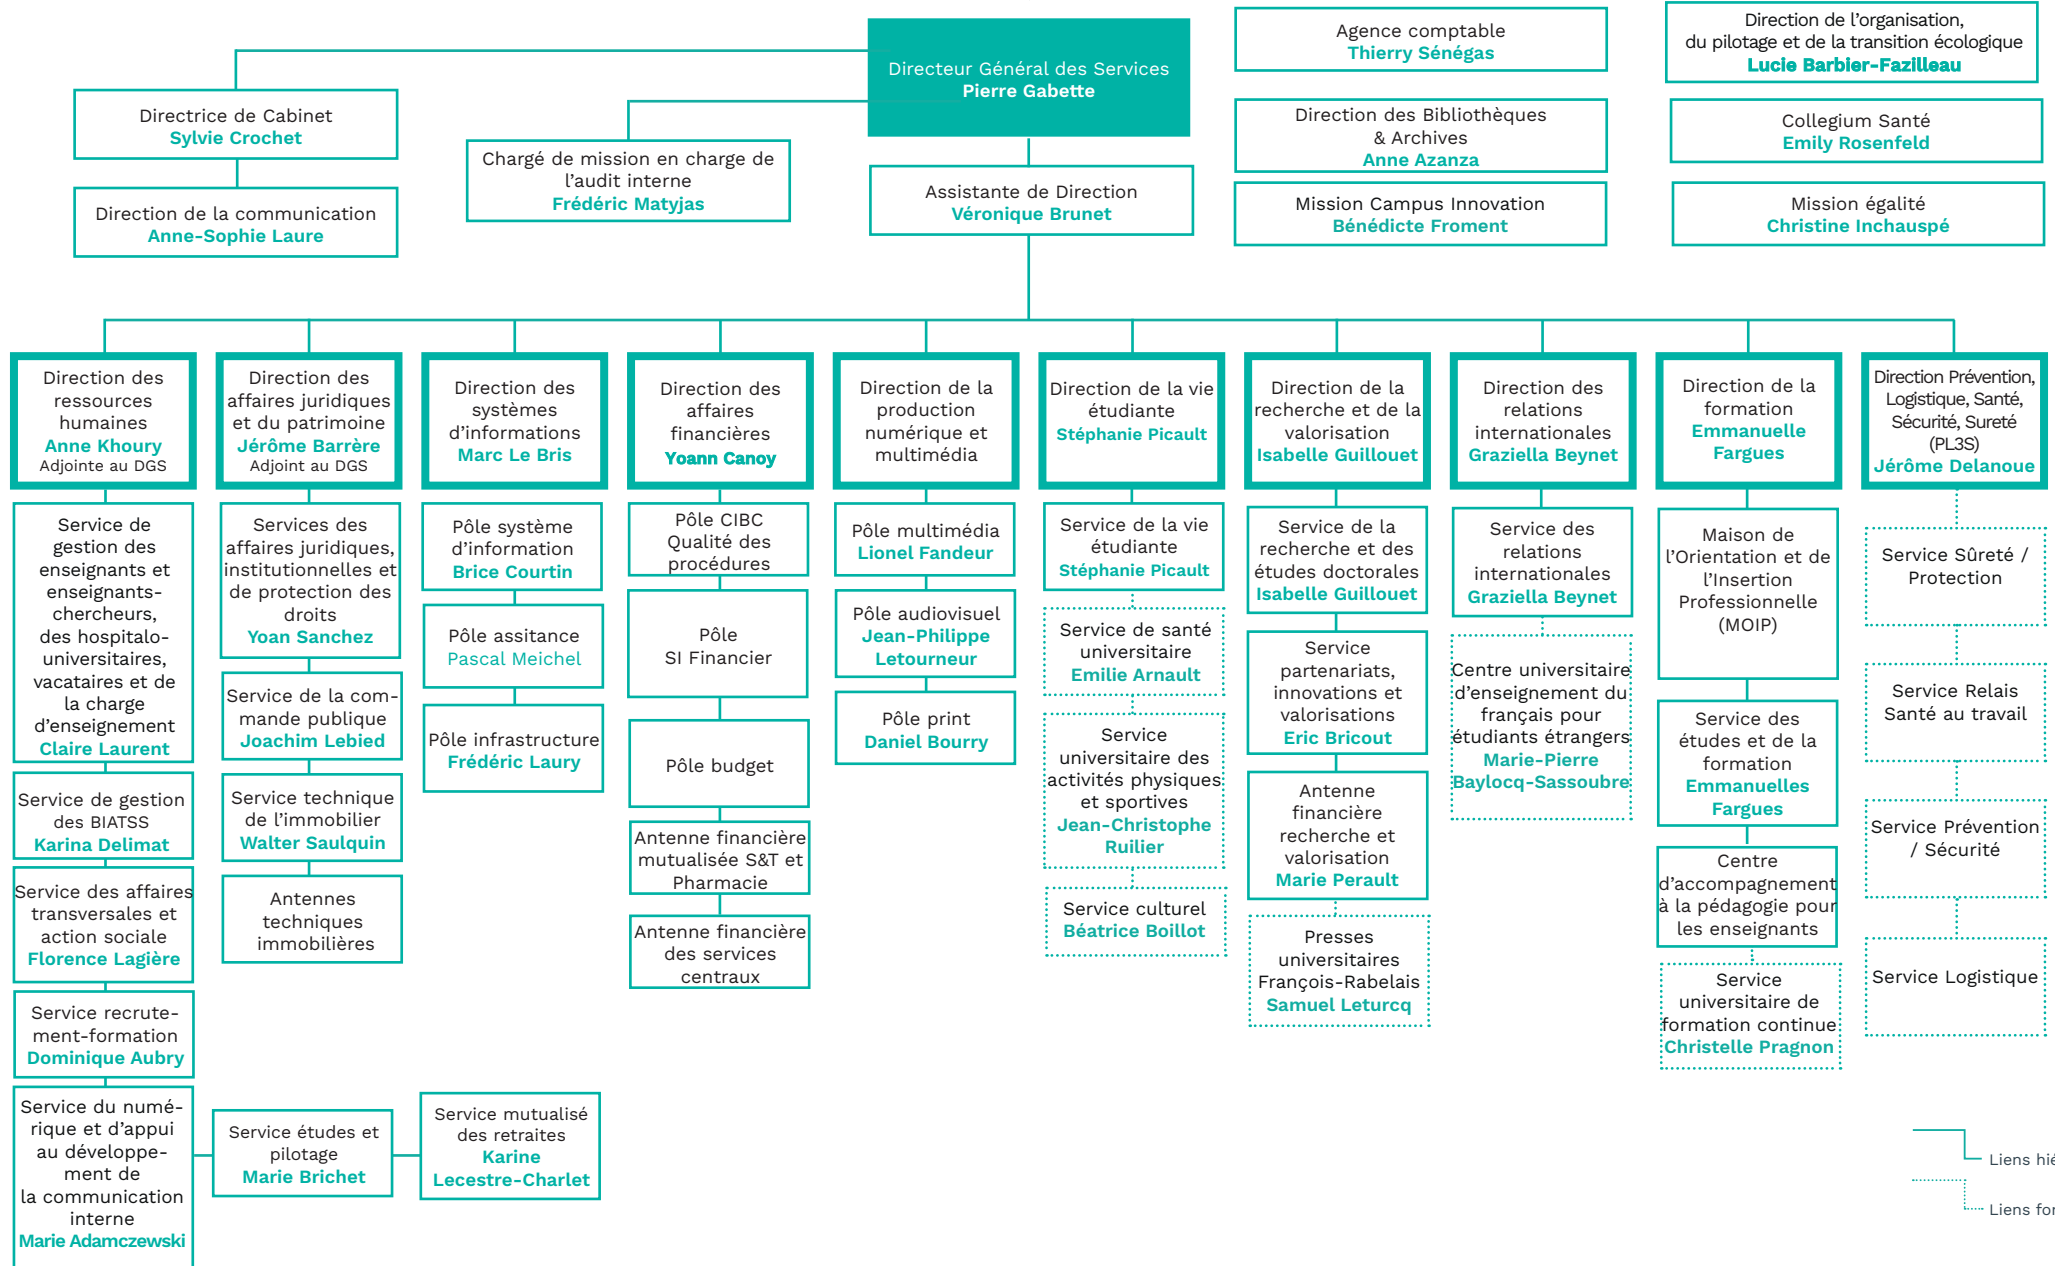 Directeur Général des Services
Pierre Gabette
Directrice de Cabinet
Sylvie Crochet
Direction de la communication
Anne-Sophie Laure
Chargé de mission en charge de
l'audit interne
Frédéric Matyjas
Assistante de Direction
Véronique Brunet
Agence comptable
Thierry Sénégas
Direction des Bibliothèques
& Archives
Anne Azanza
Mission Campus Innovation
Bénédicte Froment
Direction de l'organisation,
du pilotage et de la transition écologique
Lucie Barbier-Fazilleau
Collegium Santé
Emily Rosenfeld
Mission égalité
Christine Inchauspé
Direction des
ressources
humaines
Anne Khoury
Adjointe au DGS
Service de
gestion des
enseignants et
enseignants-
chercheurs,
des hospitalo-
universitaires,
vacataires et de
la charge
d'enseignement
Claire Laurent
Service de gestion
des BIATSS
Karina Delimat
Service des affaires
transversales et
action sociale
Florence Lagière
Service recrute-
ment-formation
Dominique Aubry
Service du numé-
rique et d'appui
au développe-
ment de
la communication
interne
Marie Adamczewski
Service études et
pilotage
Marie Brichet
Service mutualisé
des retraites
Karine
Lecestre-Charlet
Direction des
affaires juridiques
et du patrimoine
Jérôme Barrère
Adjoint au DGS
Services des
affaires juridiques,
institutionnelles et
de protection des
droits
Yoan Sanchez
Service de la com-
mande publique
Joachim Lebied
Service technique
de l'immobilier
Walter Saulquin
Antennes
techniques
immobilières
Direction des
systèmes
d'informations
Marc Le Bris
Pôle système
d'information
Brice Courtin
Pôle assitance
Pascal Meichel
Pôle infrastructure
Frédéric Laury
Direction des
affaires
financières
Yoann Canoy
Pôle CIBC
Qualité des
procédures
Pôle
SI Financier
Pôle budget
Antenne financière
mutualisée S&T et
Pharmacie
Antenne financière
des services
centraux
Direction de la
production
numérique et
multimédia
Pôle multimédia
Lionel Fandeur
Pôle audiovisuel
Jean-Philippe
Letourneur
Pôle print
Daniel Bourry
Direction de la vie
étudiante
Stéphanie Picault
Service de la vie
étudiante
Stéphanie Picault
Service de santé
universitaire
Emilie Arnault
Service
universitaire des
activités physiques
et sportives
Jean-Christophe
Ruilier
Service culturel
Béatrice Boillot
Direction de la
recherche et de la
valorisation
Isabelle Guillouet
Service de la
recherche et des
études doctorales
Isabelle Guillouet
Service
partenariats,
innovations et
valorisations
Eric Bricout
Antenne
financière
recherche et
valorisation
Marie Perault
Presses
universitaires
François-Rabelais
Samuel Leturcq
Direction des
relations
internationales
Graziella Beynet
Service des
relations
internationales
Graziella Beynet
Centre universitaire
d'enseignement du
français pour
étudiants étrangers
Marie-Pierre
Baylocq-Sassoubre
Direction de la
formation
Emmanuelle
Fargues
Maison de
l'Orientation et de
l'Insertion
Professionnelle
(MOIP)
Service des
études et de la
formation
Emmanuelles
Fargues
Centre
d'accompagnement
à la pédagogie pour
les enseignants
Service
universitaire de
formation continue
Christelle Pragnon
Direction Prévention,
Logistique, Santé,
Sécurité, Sureté
(PL3S)
Jérôme Delanoue
Service Sûreté /
Protection
Service Relais
Santé au travail
Service Prévention
/ Sécurité
Service Logistique
Liens
Liens